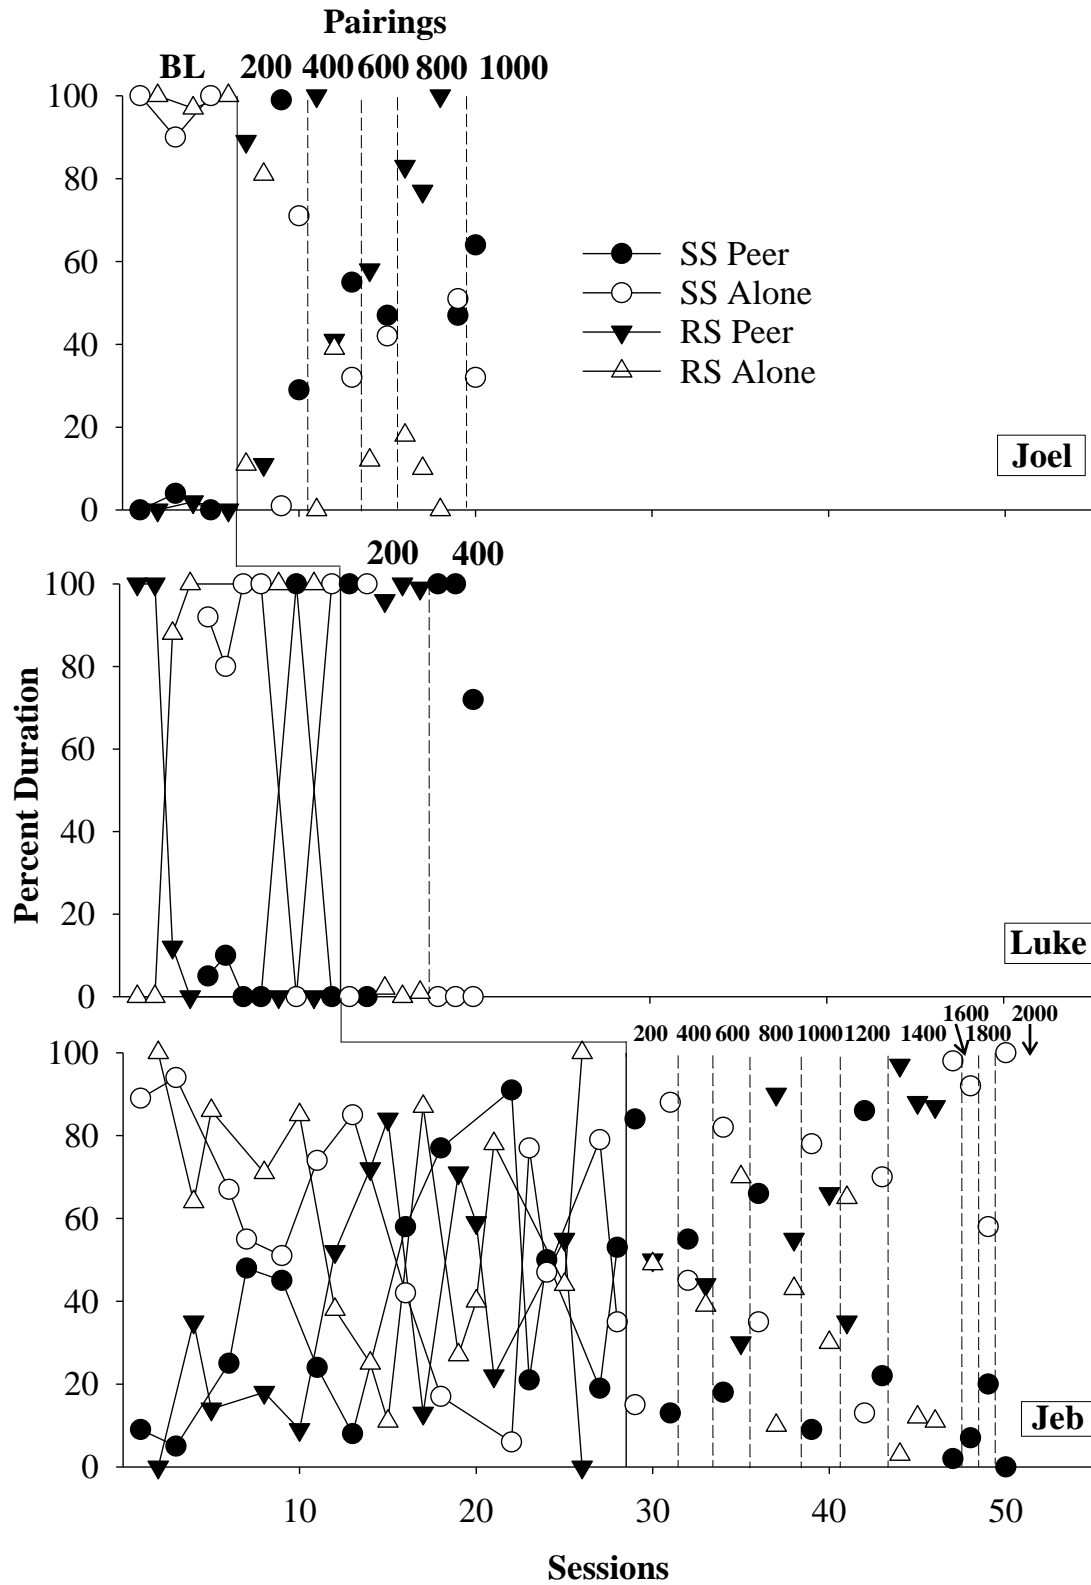 Pairings
BL 200 400 600 800 1000
100
80
60
40
20
0
SS Peer
SS Alone
RS Peer
RS Alone
Joel
200 400
100
80
60
40
20
0
Luke
Percent Duration
200 400 600 800 1000 1200 1400 1600 1800 2000
100
80
60
40
20
0
Jeb
10 20 30 40 50
Sessions